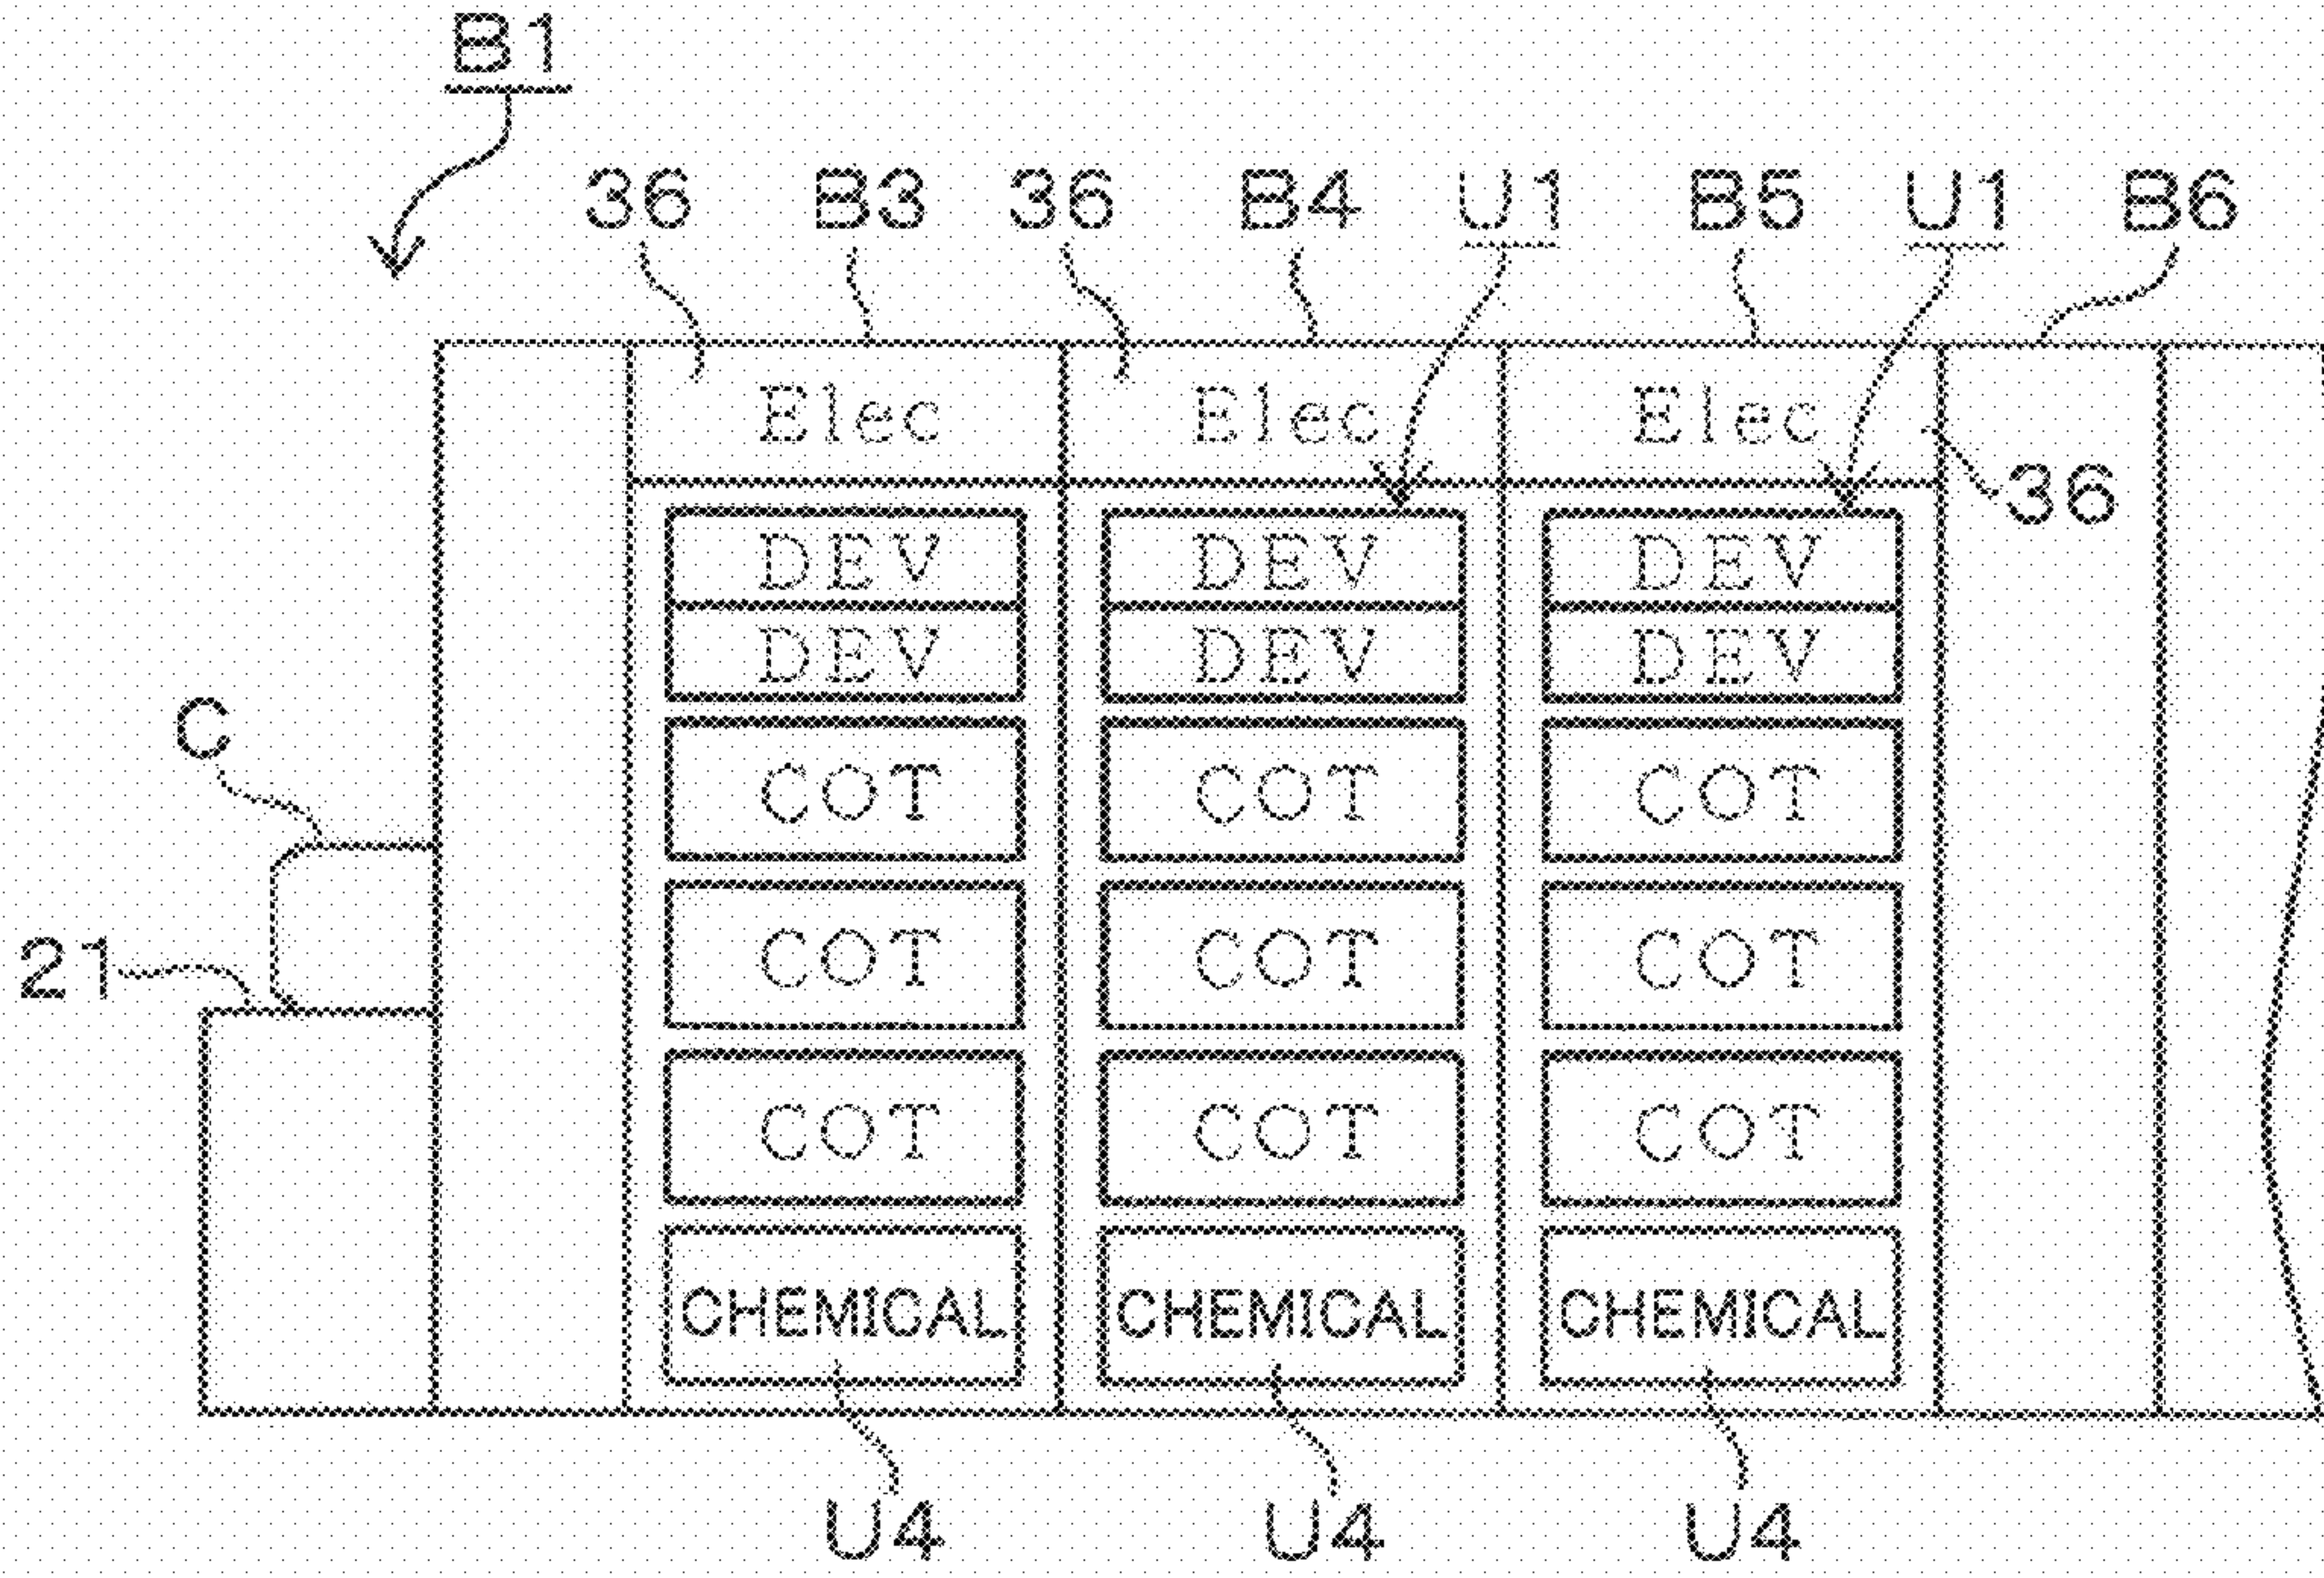 B1
36 B3 36 B4 U1 B5 U1 B6
Elec Elec Elec
36
DEV DEV DEV
DEV DEV DEV
C
COT COT COT
21
COT COT COT
COT COT COT
CHEMICAL CHEMICAL CHEMICAL
U4 U4 U4